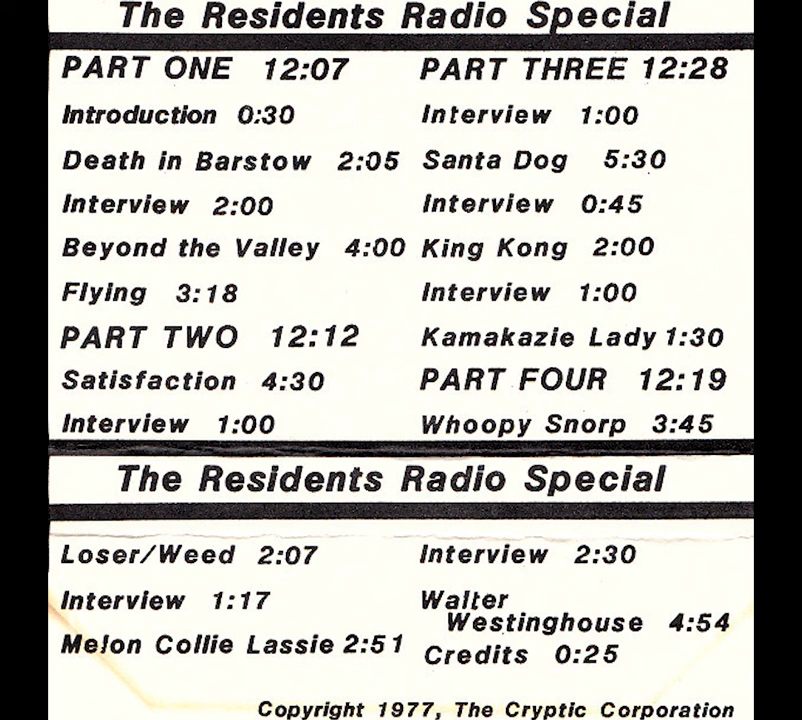 The Residents Radio Special
PART ONE 12:07
Introduction 0:30
Death in Barstow 2:05
Interview 2:00
Beyond the Valley 4:00
Flying 3:18
PART TWO 12:12
Satisfaction 4:30
Interview 1:00
PART THREE 12:28
Interview 1:00
Santa Dog 5:30
Interview 0:45
King Kong 2:00
Interview 1:00
Kamakazie Lady 1:30
PART FOUR 12:19
Whoopy Snorp 3:45
The Residents Radio Special
Loser/Weed 2:07
Interview 1:17
Melon Collie Lassie 2:51
Interview 2:30
Walter
Westinghouse 4:54
Credits 0:25
Copyright 1977, The Cryptic Corporation